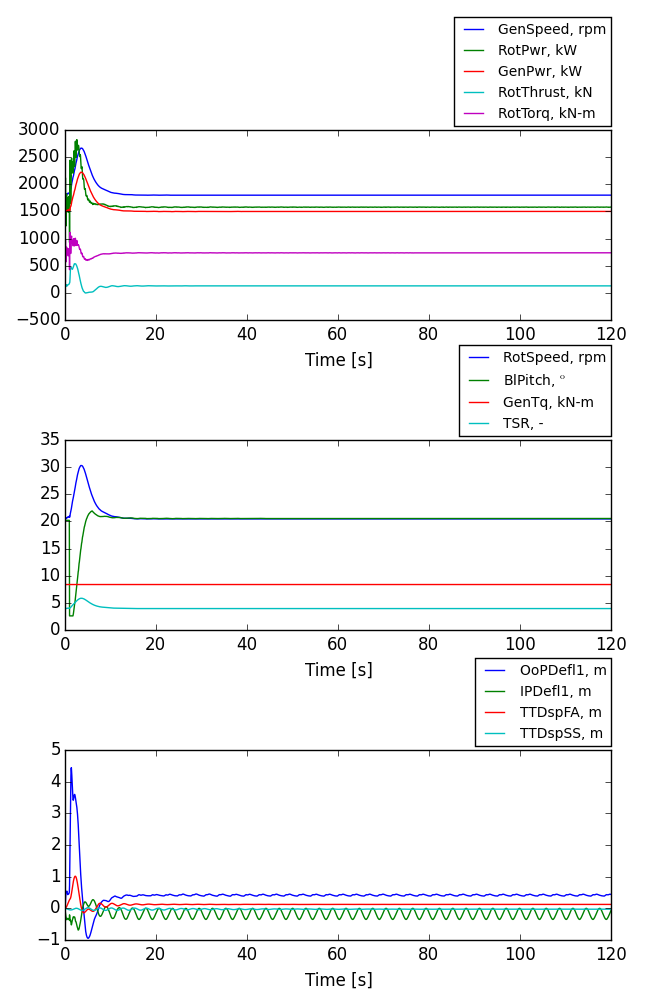 GenSpeed, rpm
RotPwr, kW
GenPwr, kW
RotThrust, kN
RotTorq, kN-m
3000
2500
2000
1500
1000
500
0
−500
0 20 40 60 80 100 120
Time [s]
RotSpeed, rpm
BlPitch, °
GenTq, kN-m
TSR, -
35
30
25
20
15
10
5
0
0 20 40 60 80 100 120
Time [s]
OoPDefl1, m
IPDefl1, m
TTDspFA, m
TTDspSS, m
5
4
3
2
1
0
−1
0 20 40 60 80 100 120
Time [s]